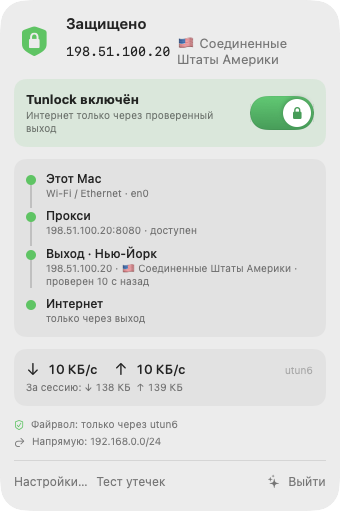 Защищено
198.51.100.20 🇺🇸 Соединенные
Штаты Америки
Tunlock включён
Интернет только через проверенный
выход
Этот Mac
Wi-Fi / Ethernet · en0
Прокси
198.51.100.20:8080 · доступен
Выход · Нью-Йорк
198.51.100.20 · 🇺🇸 Соединенные Штаты Америки ·
проверен 10 с назад
Интернет
только через выход
↓ 10 КБ/с ↑ 10 КБ/с utun6
За сессию: ↓ 138 КБ ↑ 139 КБ
Файрвол: только через utun6
Напрямую: 192.168.0.0/24
Настройки... Тест утечек Выйти